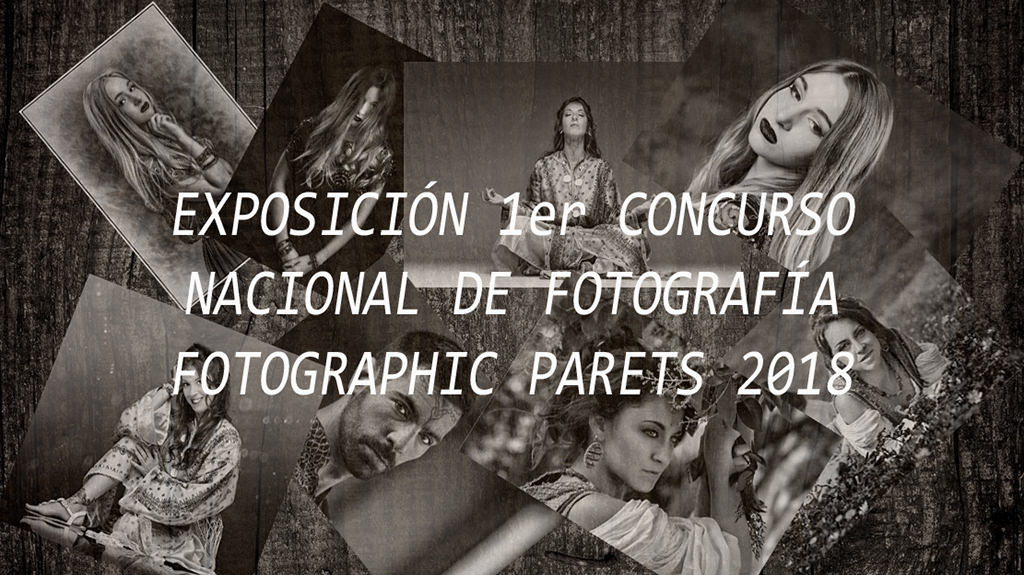 EXPOSICIÓN 1er CONCURSO
NACIONAL DE FOTOGRAFÍA
FOTOGRAPHIC PARETS 2018